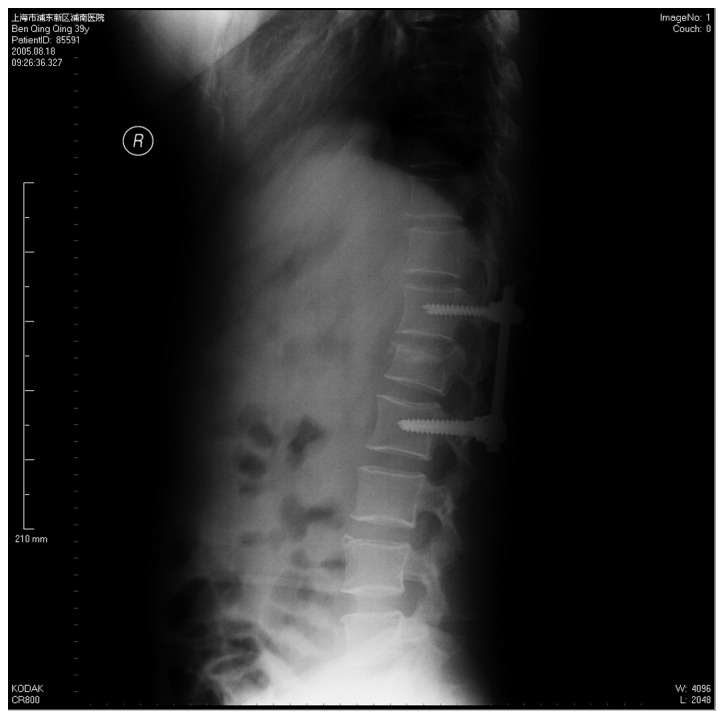 上海市浦东新区浦南医院
Ben Qing Qing 39y
PatientID: 85591
2005.08.18
09:26:36.327
ImageNo: 1
Couch: 0
R
210 mm
KODAK
CR800
W: 4096
L: 2048